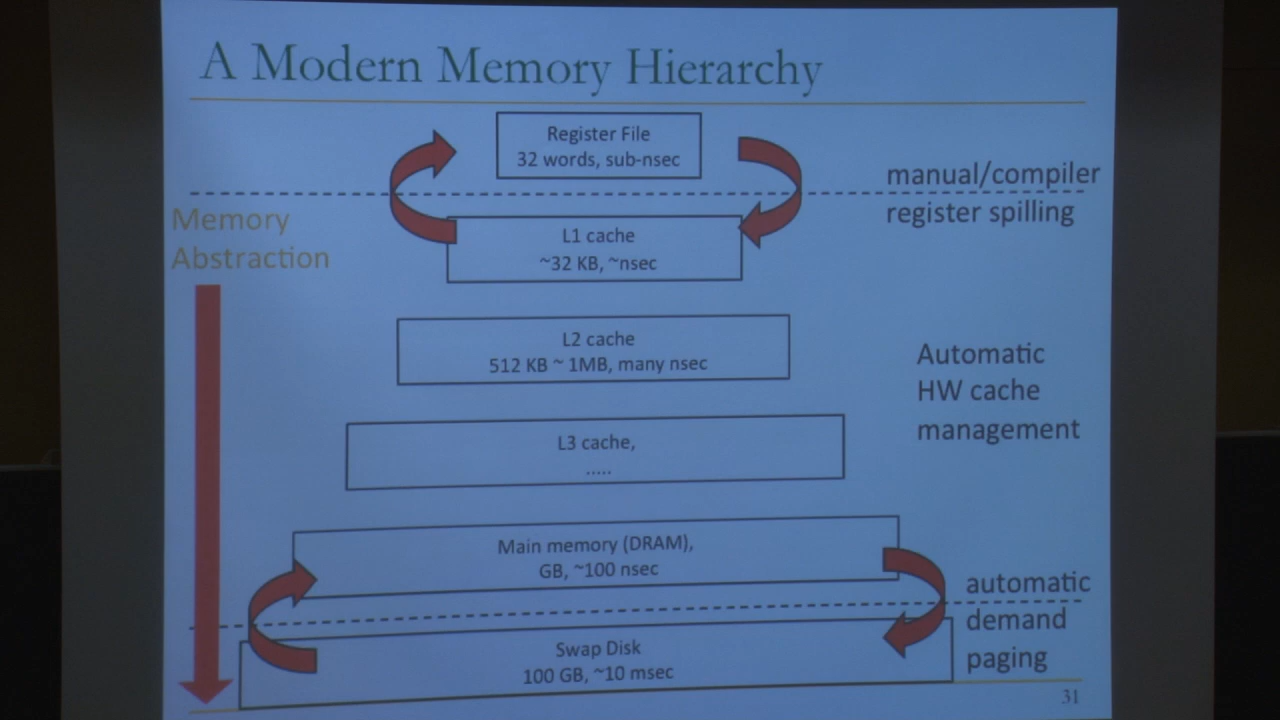 A Modern Memory Hierarchy
Register File
32 words, sub-nsec
manual/compiler
register spilling
Memory
Abstraction
L1 cache
~32 KB, ~nsec
L2 cache
512 KB ~ 1MB, many nsec
Automatic
HW cache
management
L3 cache,
.....
Main memory (DRAM),
GB, ~100 nsec
automatic
demand
paging
Swap Disk
100 GB, ~10 msec
31